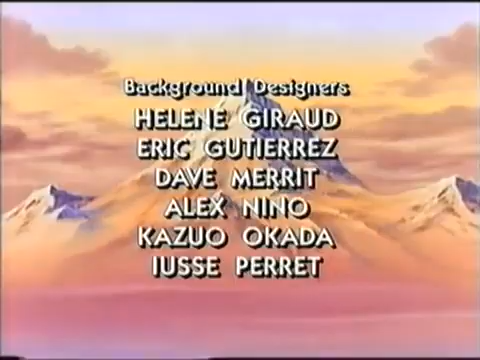 Background Designers
HELENE GIRAUD
ERIC GUTIERREZ
DAVE MERRIT
ALEX NINO
KAZUO OKADA
IUSSE PERRET